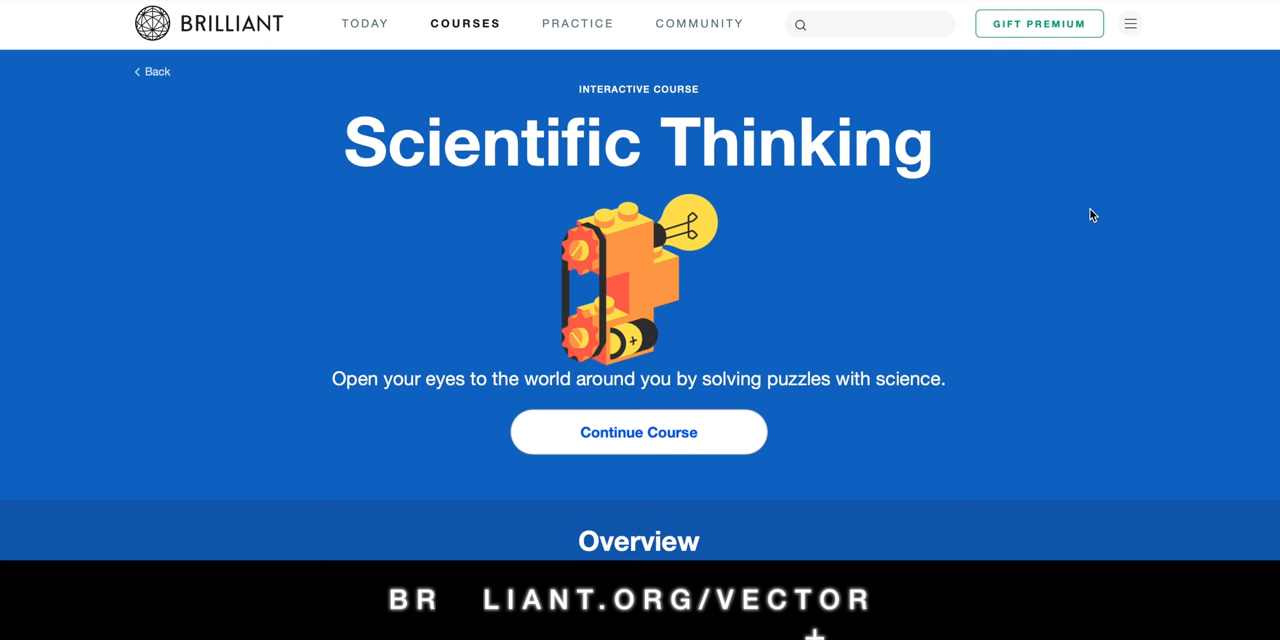 BRILLIANT
TODAY
COURSES
PRACTICE
COMMUNITY
GIFT PREMIUM
Back
INTERACTIVE COURSE
Scientific Thinking
Open your eyes to the world around you by solving puzzles with science.
Continue Course
Overview
BR LIANT.ORG/VECTOR